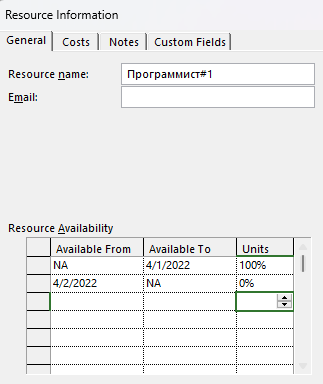 Resource Information
General Costs Notes Custom Fields
Resource name: Программист#1
Email:
Resource Availability
Available From Available To Units
NA 4/1/2022 100%
4/2/2022 NA 0%